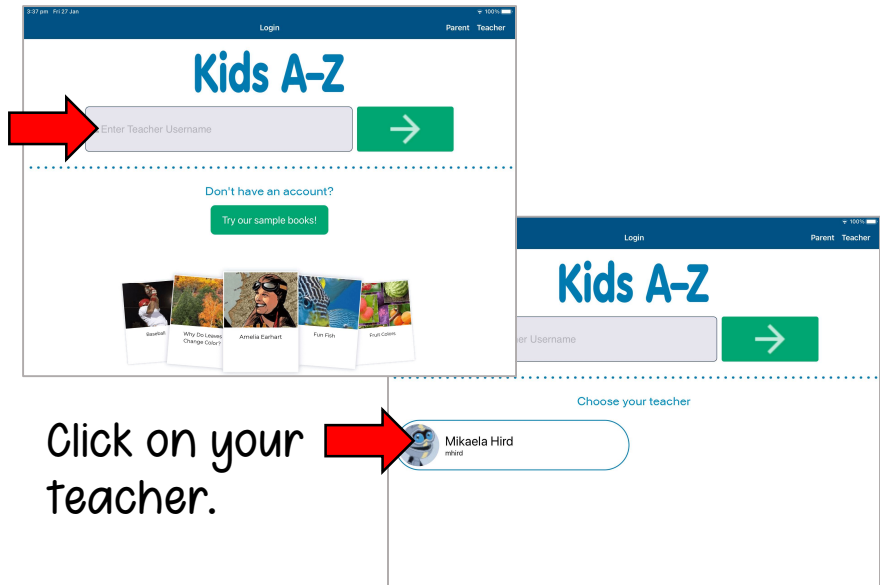 3:37 pm Fri 27 Jan
100%
Login
Parent Teacher
Kids A-Z
Enter Teacher Username
Don't have an account?
Try our sample books!
Baseball
Why Do Leaves
Change Color?
Amelia Earhart
Fun Fish
Fruit Colors
100%
Login
Parent Teacher
Kids A-Z
er Username
Choose your teacher
Mikaela Hird
mhird
Click on your
teacher.